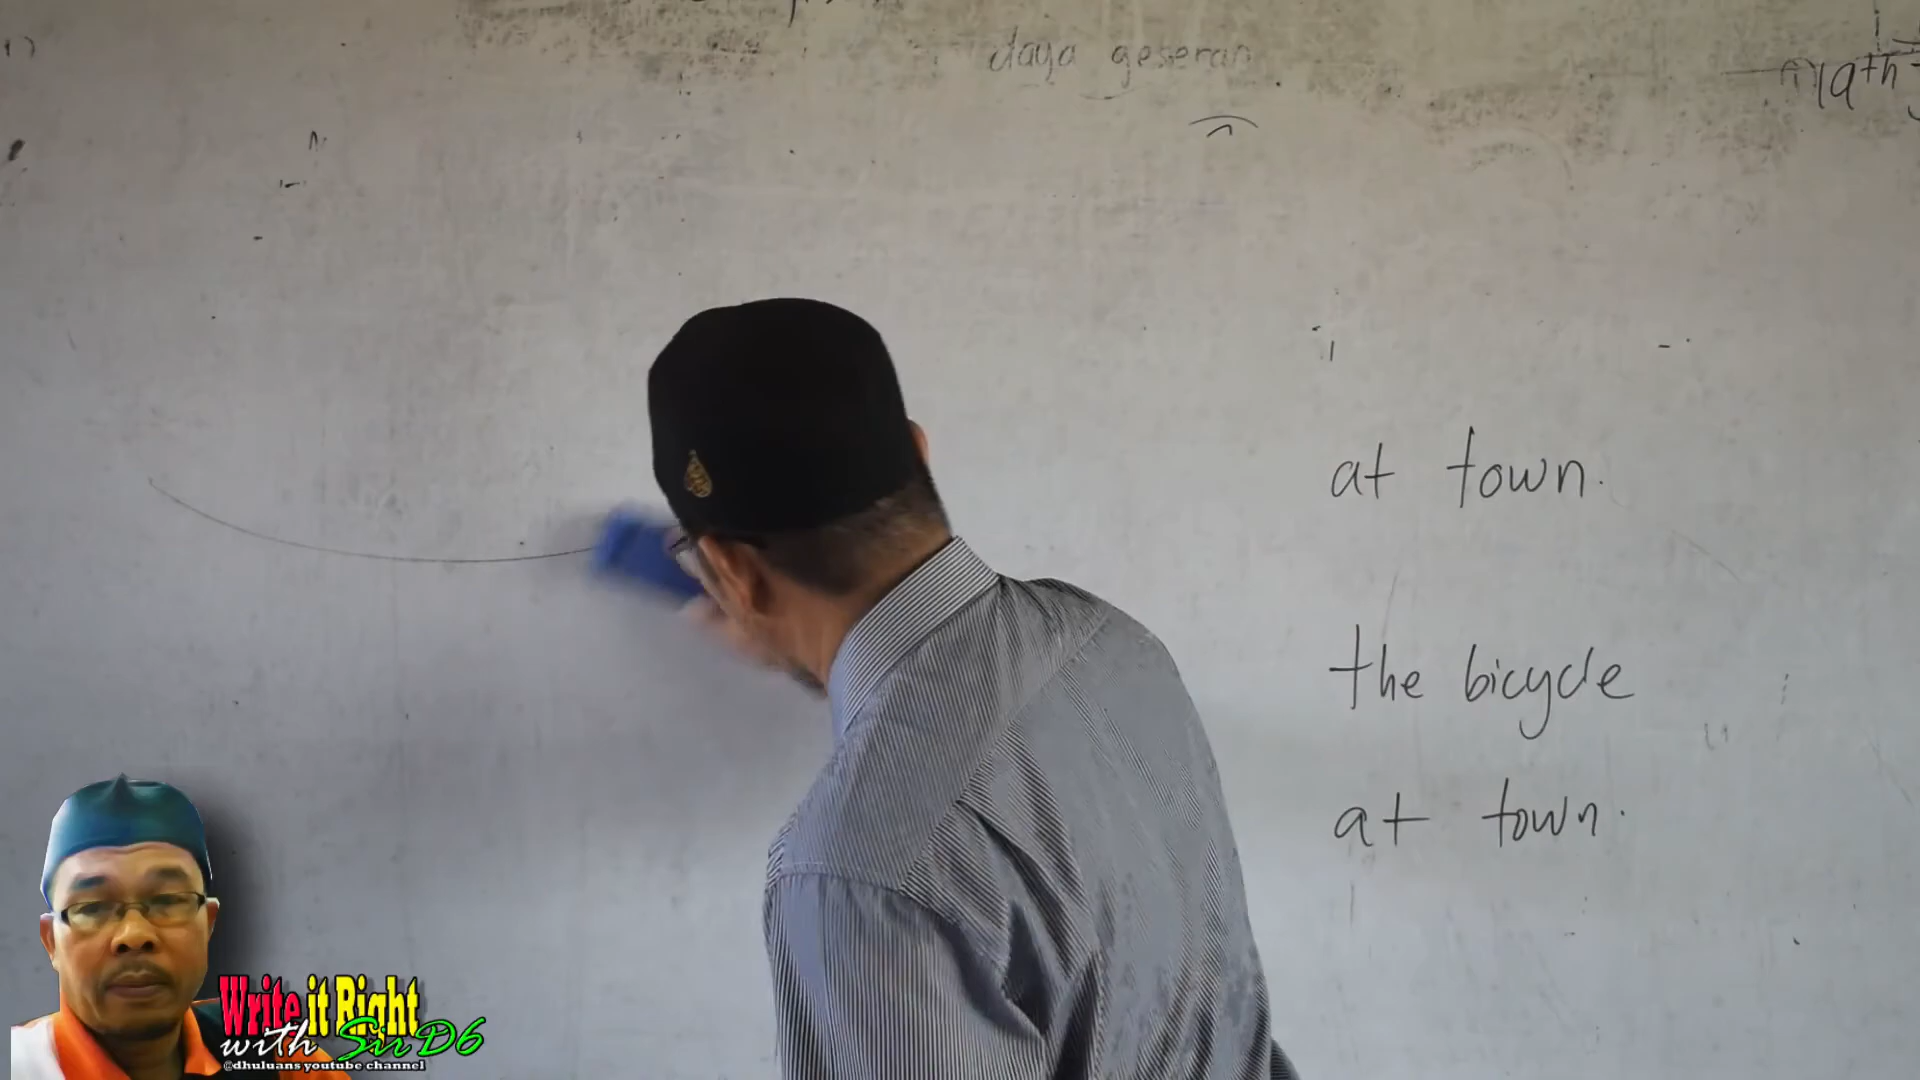 daya geseran
at town.
the bicycle
at town.
Write it Right
with Sir D6
@dhuluans youtube channel